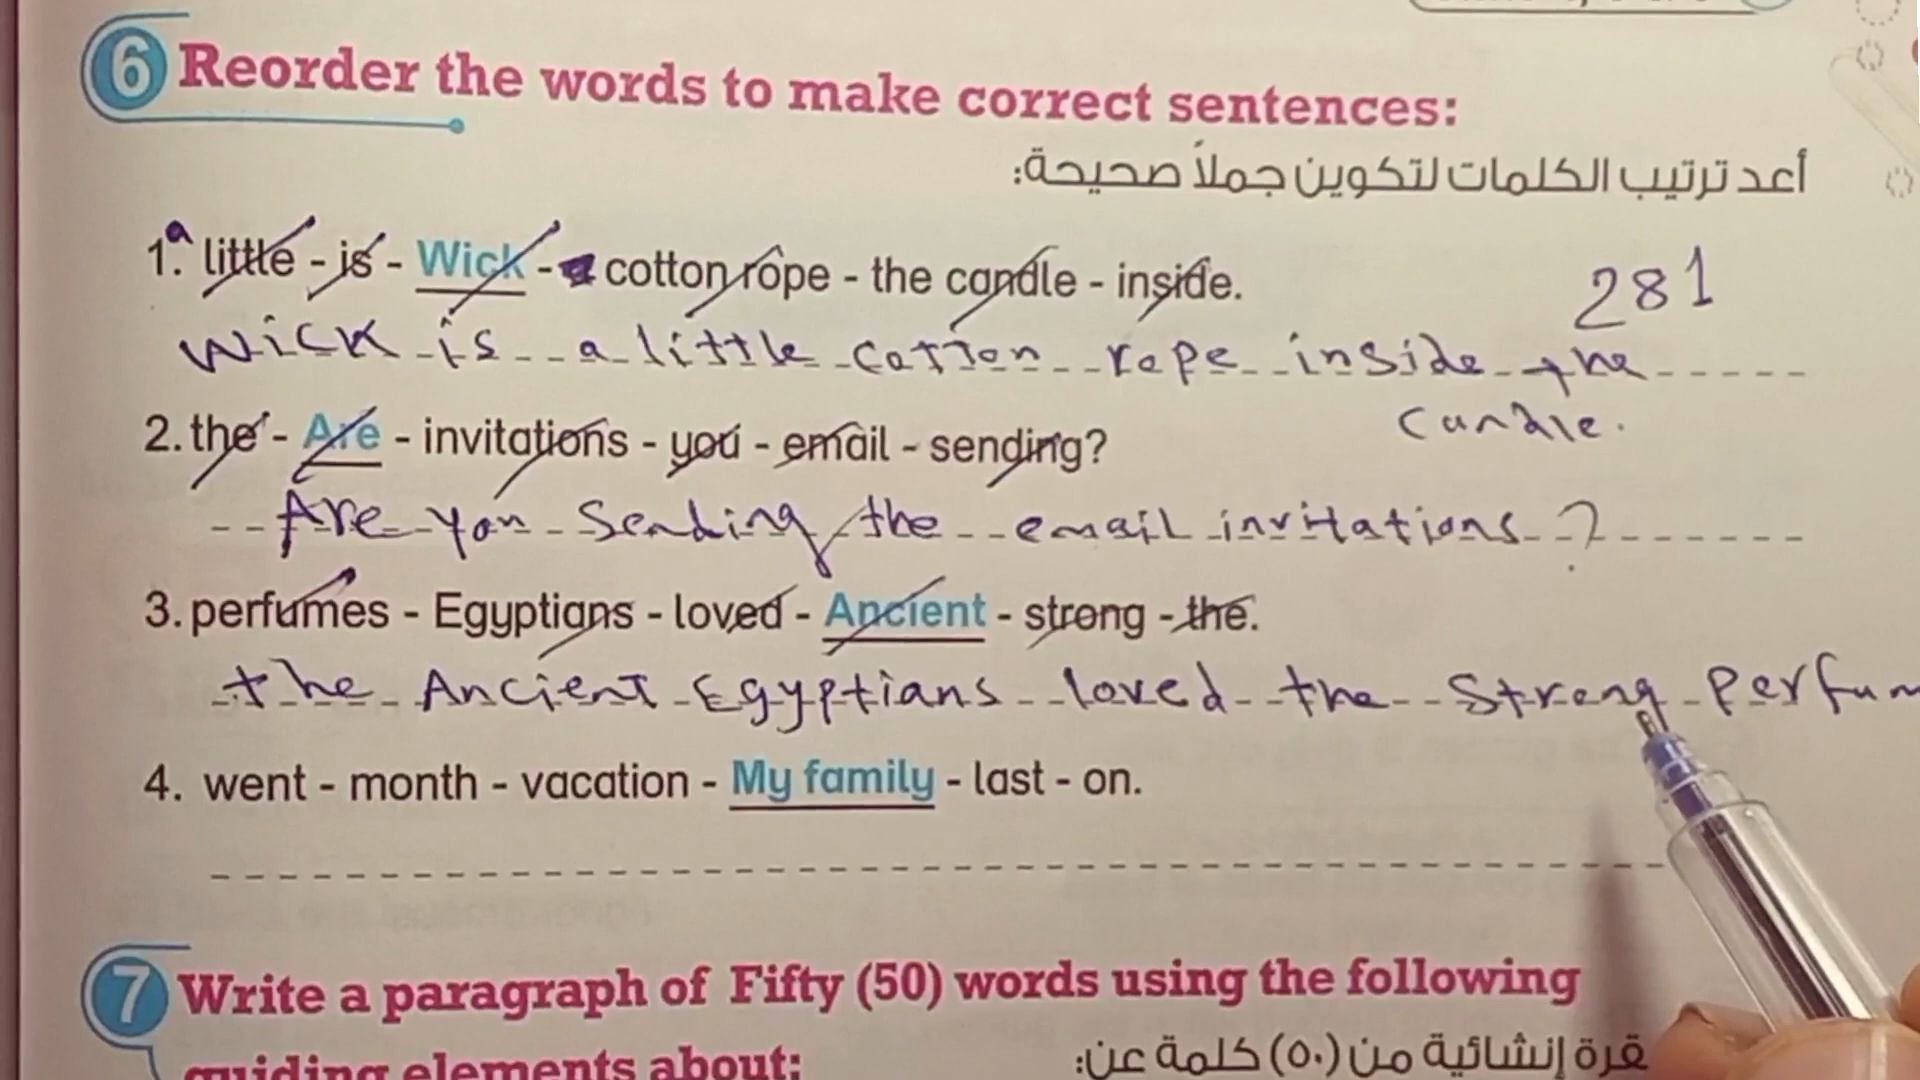 6 Reorder the words to make correct sentences:
أعد ترتيب الكلمات لتكوين جملاً صحيحة:
1. a little - is - Wick - cotton rope - the candle - inside.
281
Wick is a little cotton rope inside the
candle.
2. the - Are - invitations - you - email - sending?
Are you sending the email invitations ?
3. perfumes - Egyptians - loved - Ancient - strong - the.
the Ancient Egyptians loved the strong perfum
4. went - month - vacation - My family - last - on.
7 Write a paragraph of Fifty (50) words using the following
guiding elements about:
قرة إنشائية من (٥٠) كلمة عن: